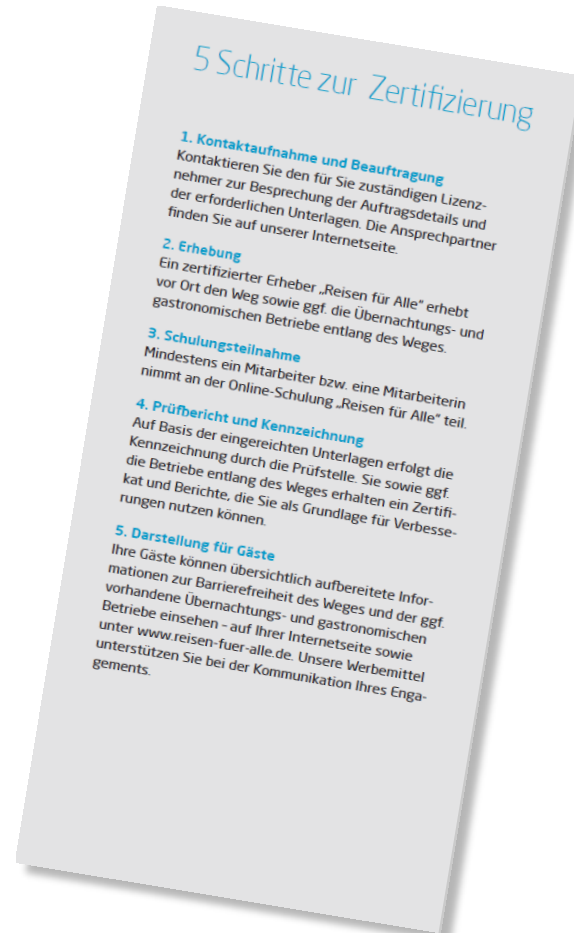 5 Schritte zur Zertifizierung
1. Kontaktaufnahme und Beauftragung
Kontaktieren Sie den für Sie zuständigen Lizenz-
nehmer zur Besprechung der Auftragsdetails und
der erforderlichen Unterlagen. Die Ansprechpartner
finden Sie auf unserer Internetseite.
2. Erhebung
Ein zertifizierter Erheber „Reisen für Alle“ erhebt
vor Ort den Weg sowie ggf. die Übernachtungs- und
gastronomischen Betriebe entlang des Weges.
3. Schulungsteilnahme
Mindestens ein Mitarbeiter bzw. eine Mitarbeiterin
nimmt an der Online-Schulung „Reisen für Alle“ teil.
4. Prüfbericht und Kennzeichnung
Auf Basis der eingereichten Unterlagen erfolgt die
Kennzeichnung durch die Prüfstelle. Sie sowie ggf.
die Betriebe entlang des Weges erhalten ein Zertifi-
kat und Berichte, die Sie als Grundlage für Verbesse-
rungen nutzen können.
5. Darstellung für Gäste
Ihre Gäste können übersichtlich aufbereitete Infor-
mationen zur Barrierefreiheit des Weges und der ggf.
vorhandene Übernachtungs- und gastronomischen
Betriebe einsehen – auf Ihrer Internetseite sowie
unter www.reisen-fuer-alle.de. Unsere Werbemittel
unterstützen Sie bei der Kommunikation Ihres Enga-
gements.